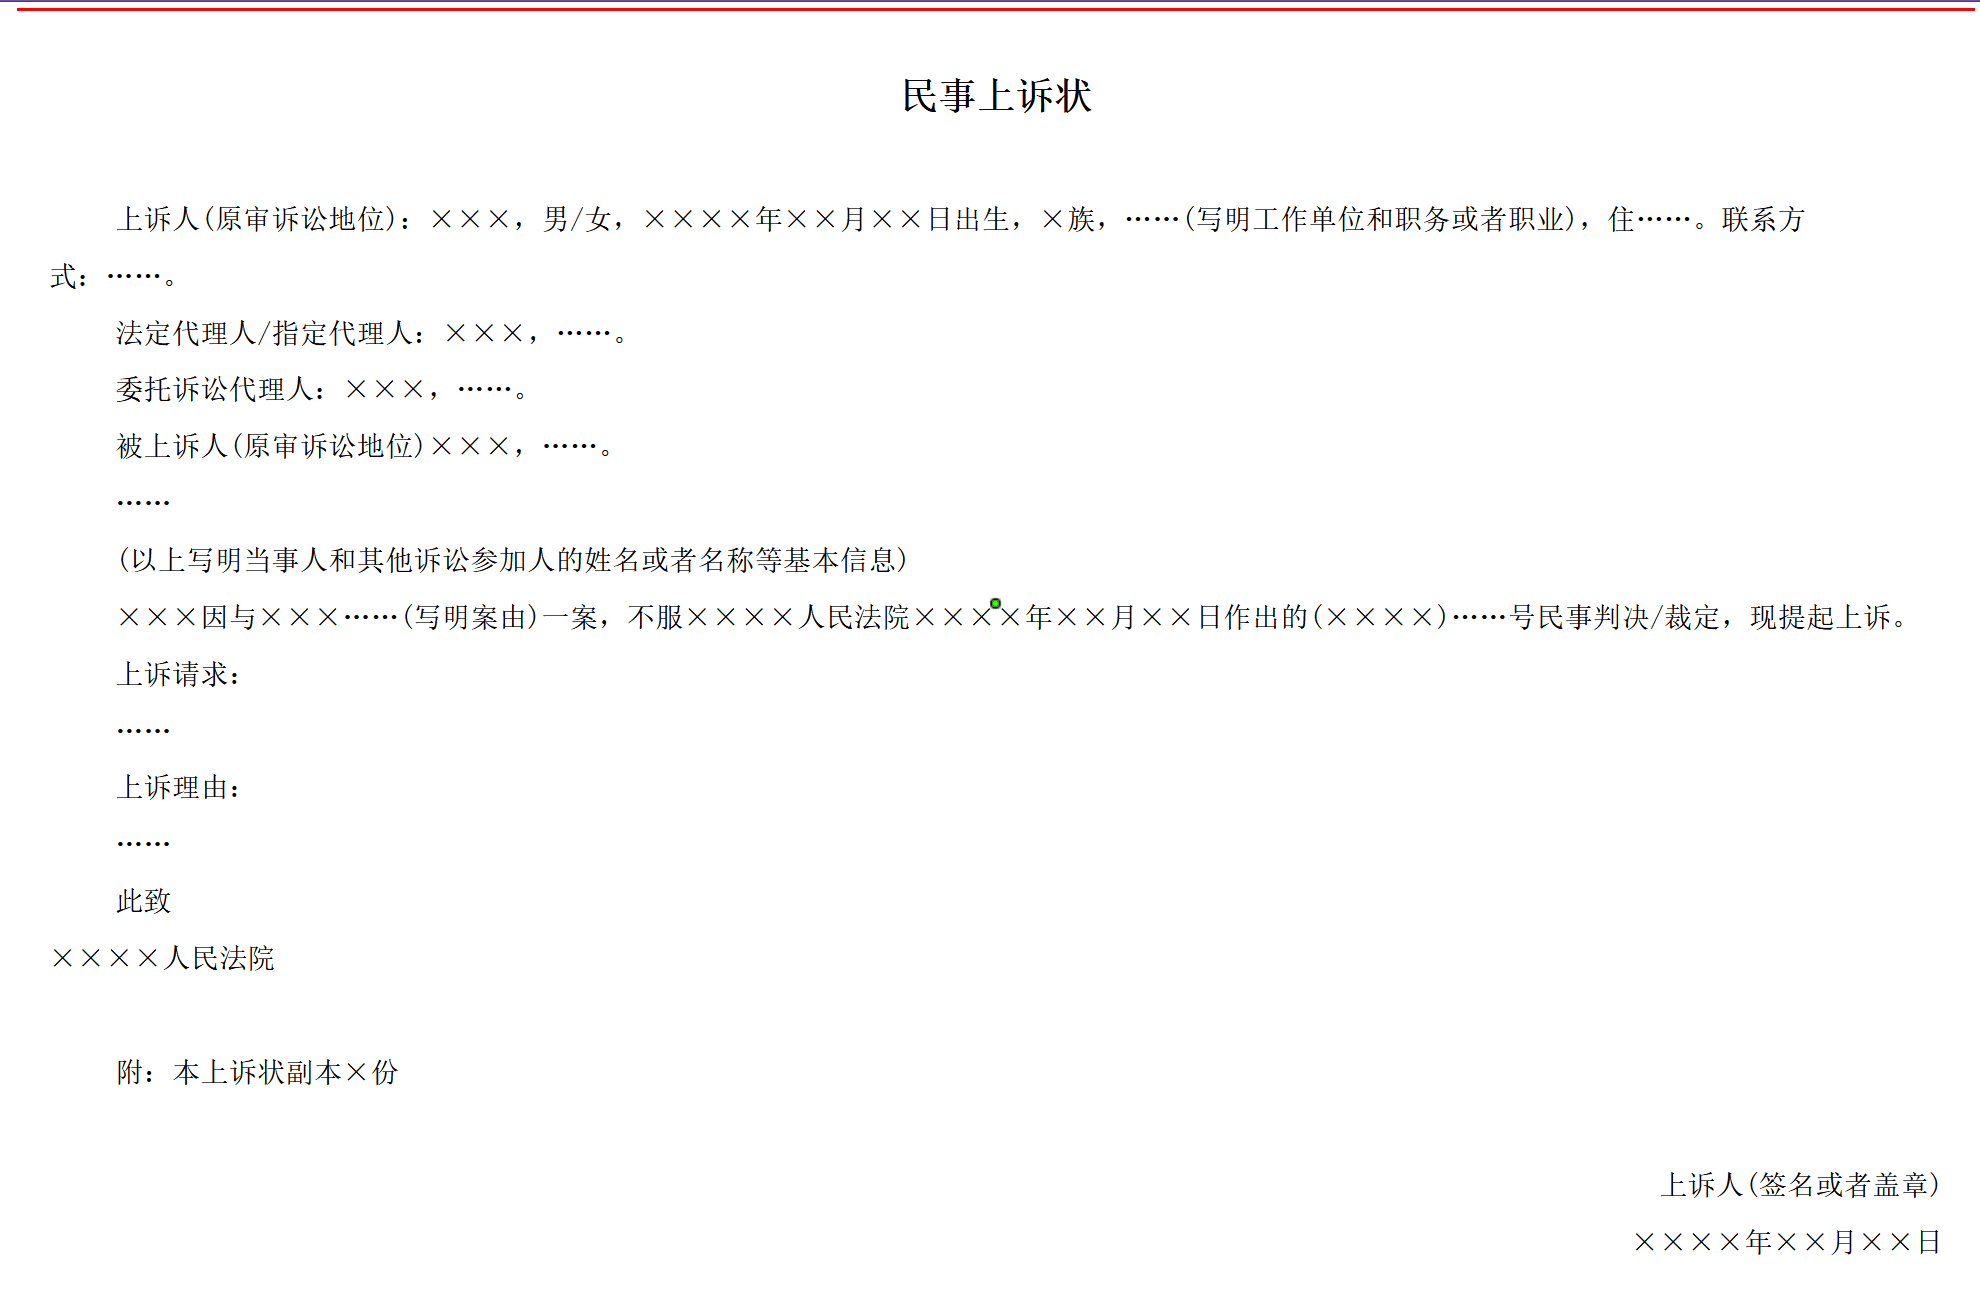 民事上诉状
上诉人(原审诉讼地位)：×××，男/女，××××年××月××日出生，×族，……(写明工作单位和职务或者职业)，住……。联系方
式：……。
法定代理人/指定代理人：×××，……。
委托诉讼代理人：×××，……。
被上诉人(原审诉讼地位)×××，……。
……
(以上写明当事人和其他诉讼参加人的姓名或者名称等基本信息)
×××因与×××……(写明案由)一案，不服××××人民法院××××年××月××日作出的(××××)……号民事判决/裁定，现提起上诉。
上诉请求：
……
上诉理由：
……
此致
××××人民法院
附：本上诉状副本×份
上诉人(签名或者盖章)
××××年××月××日